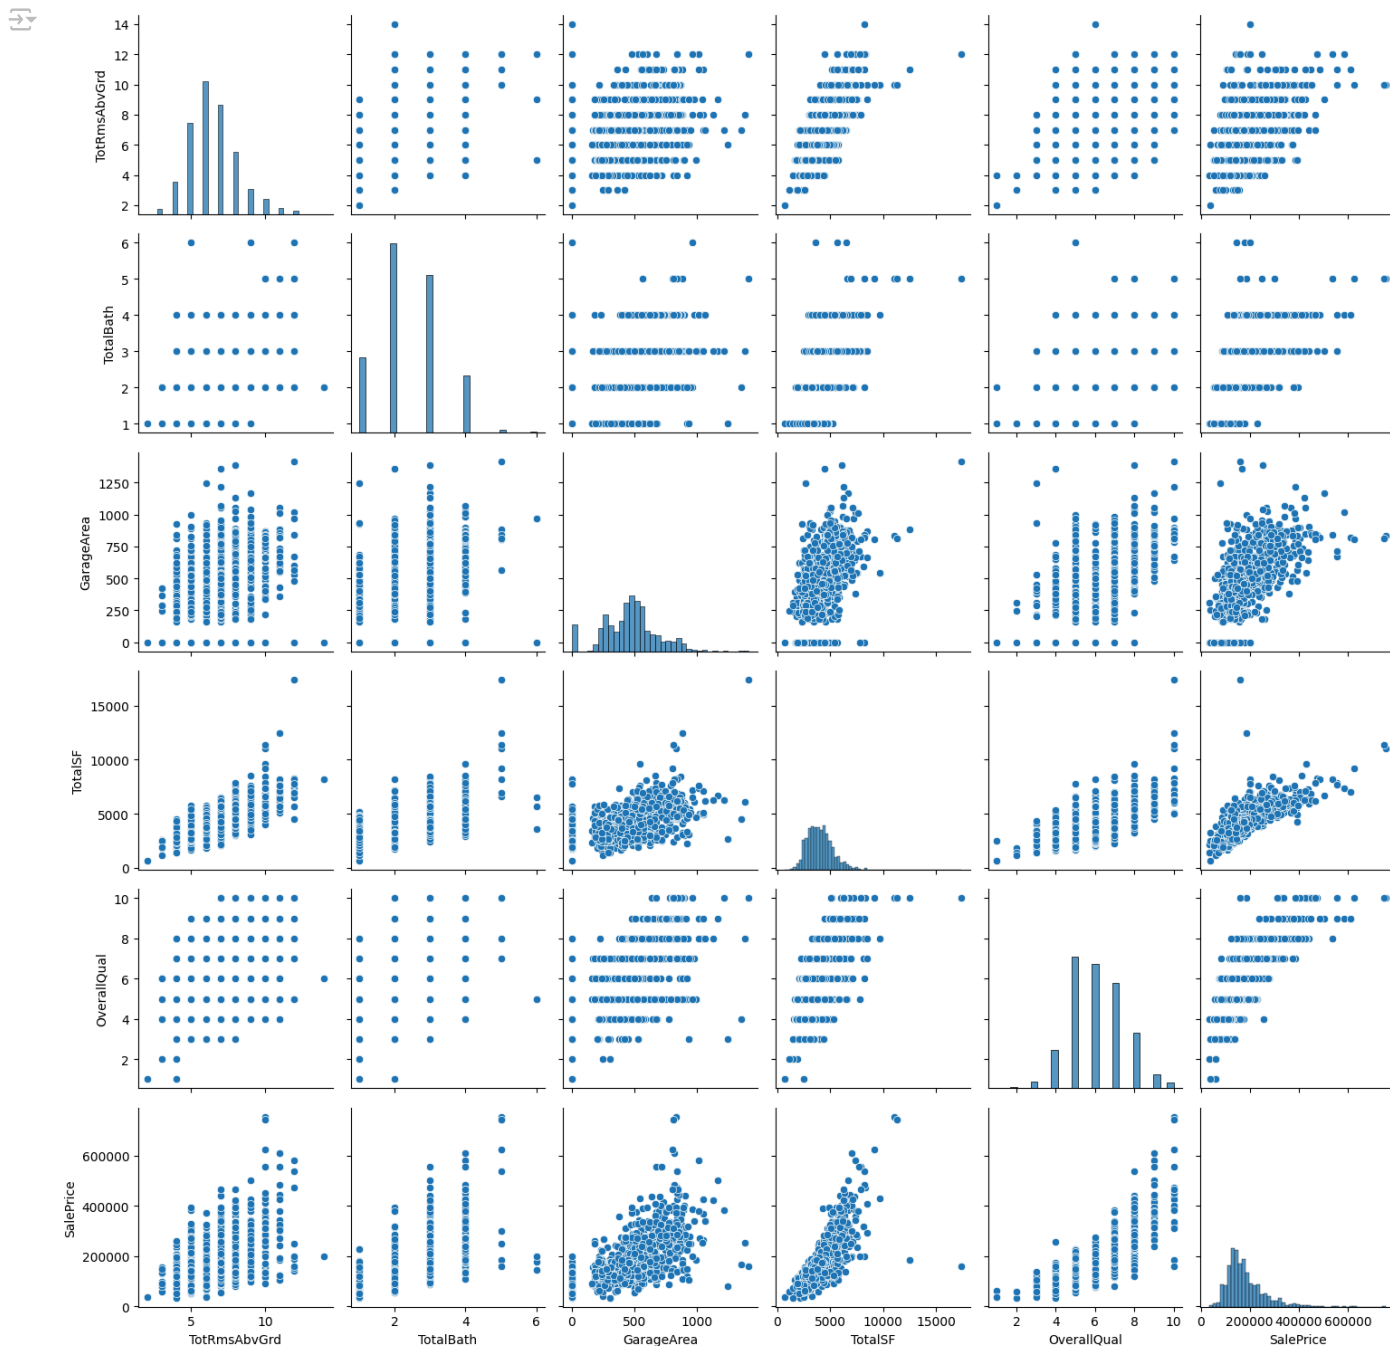 14
12
10
8
6
4
2
TotRmsAbvGrd
6
5
4
3
2
1
TotalBath
1250
1000
750
500
250
0
GarageArea
15000
10000
5000
0
TotalSF
10
8
6
4
2
OverallQual
600000
400000
200000
0
SalePrice
5 10
2 4 6
0 500 1000
0 5000 10000 15000
2 4 6 8 10
0 200000 400000 600000
TotRmsAbvGrd TotalBath GarageArea TotalSF OverallQual SalePrice